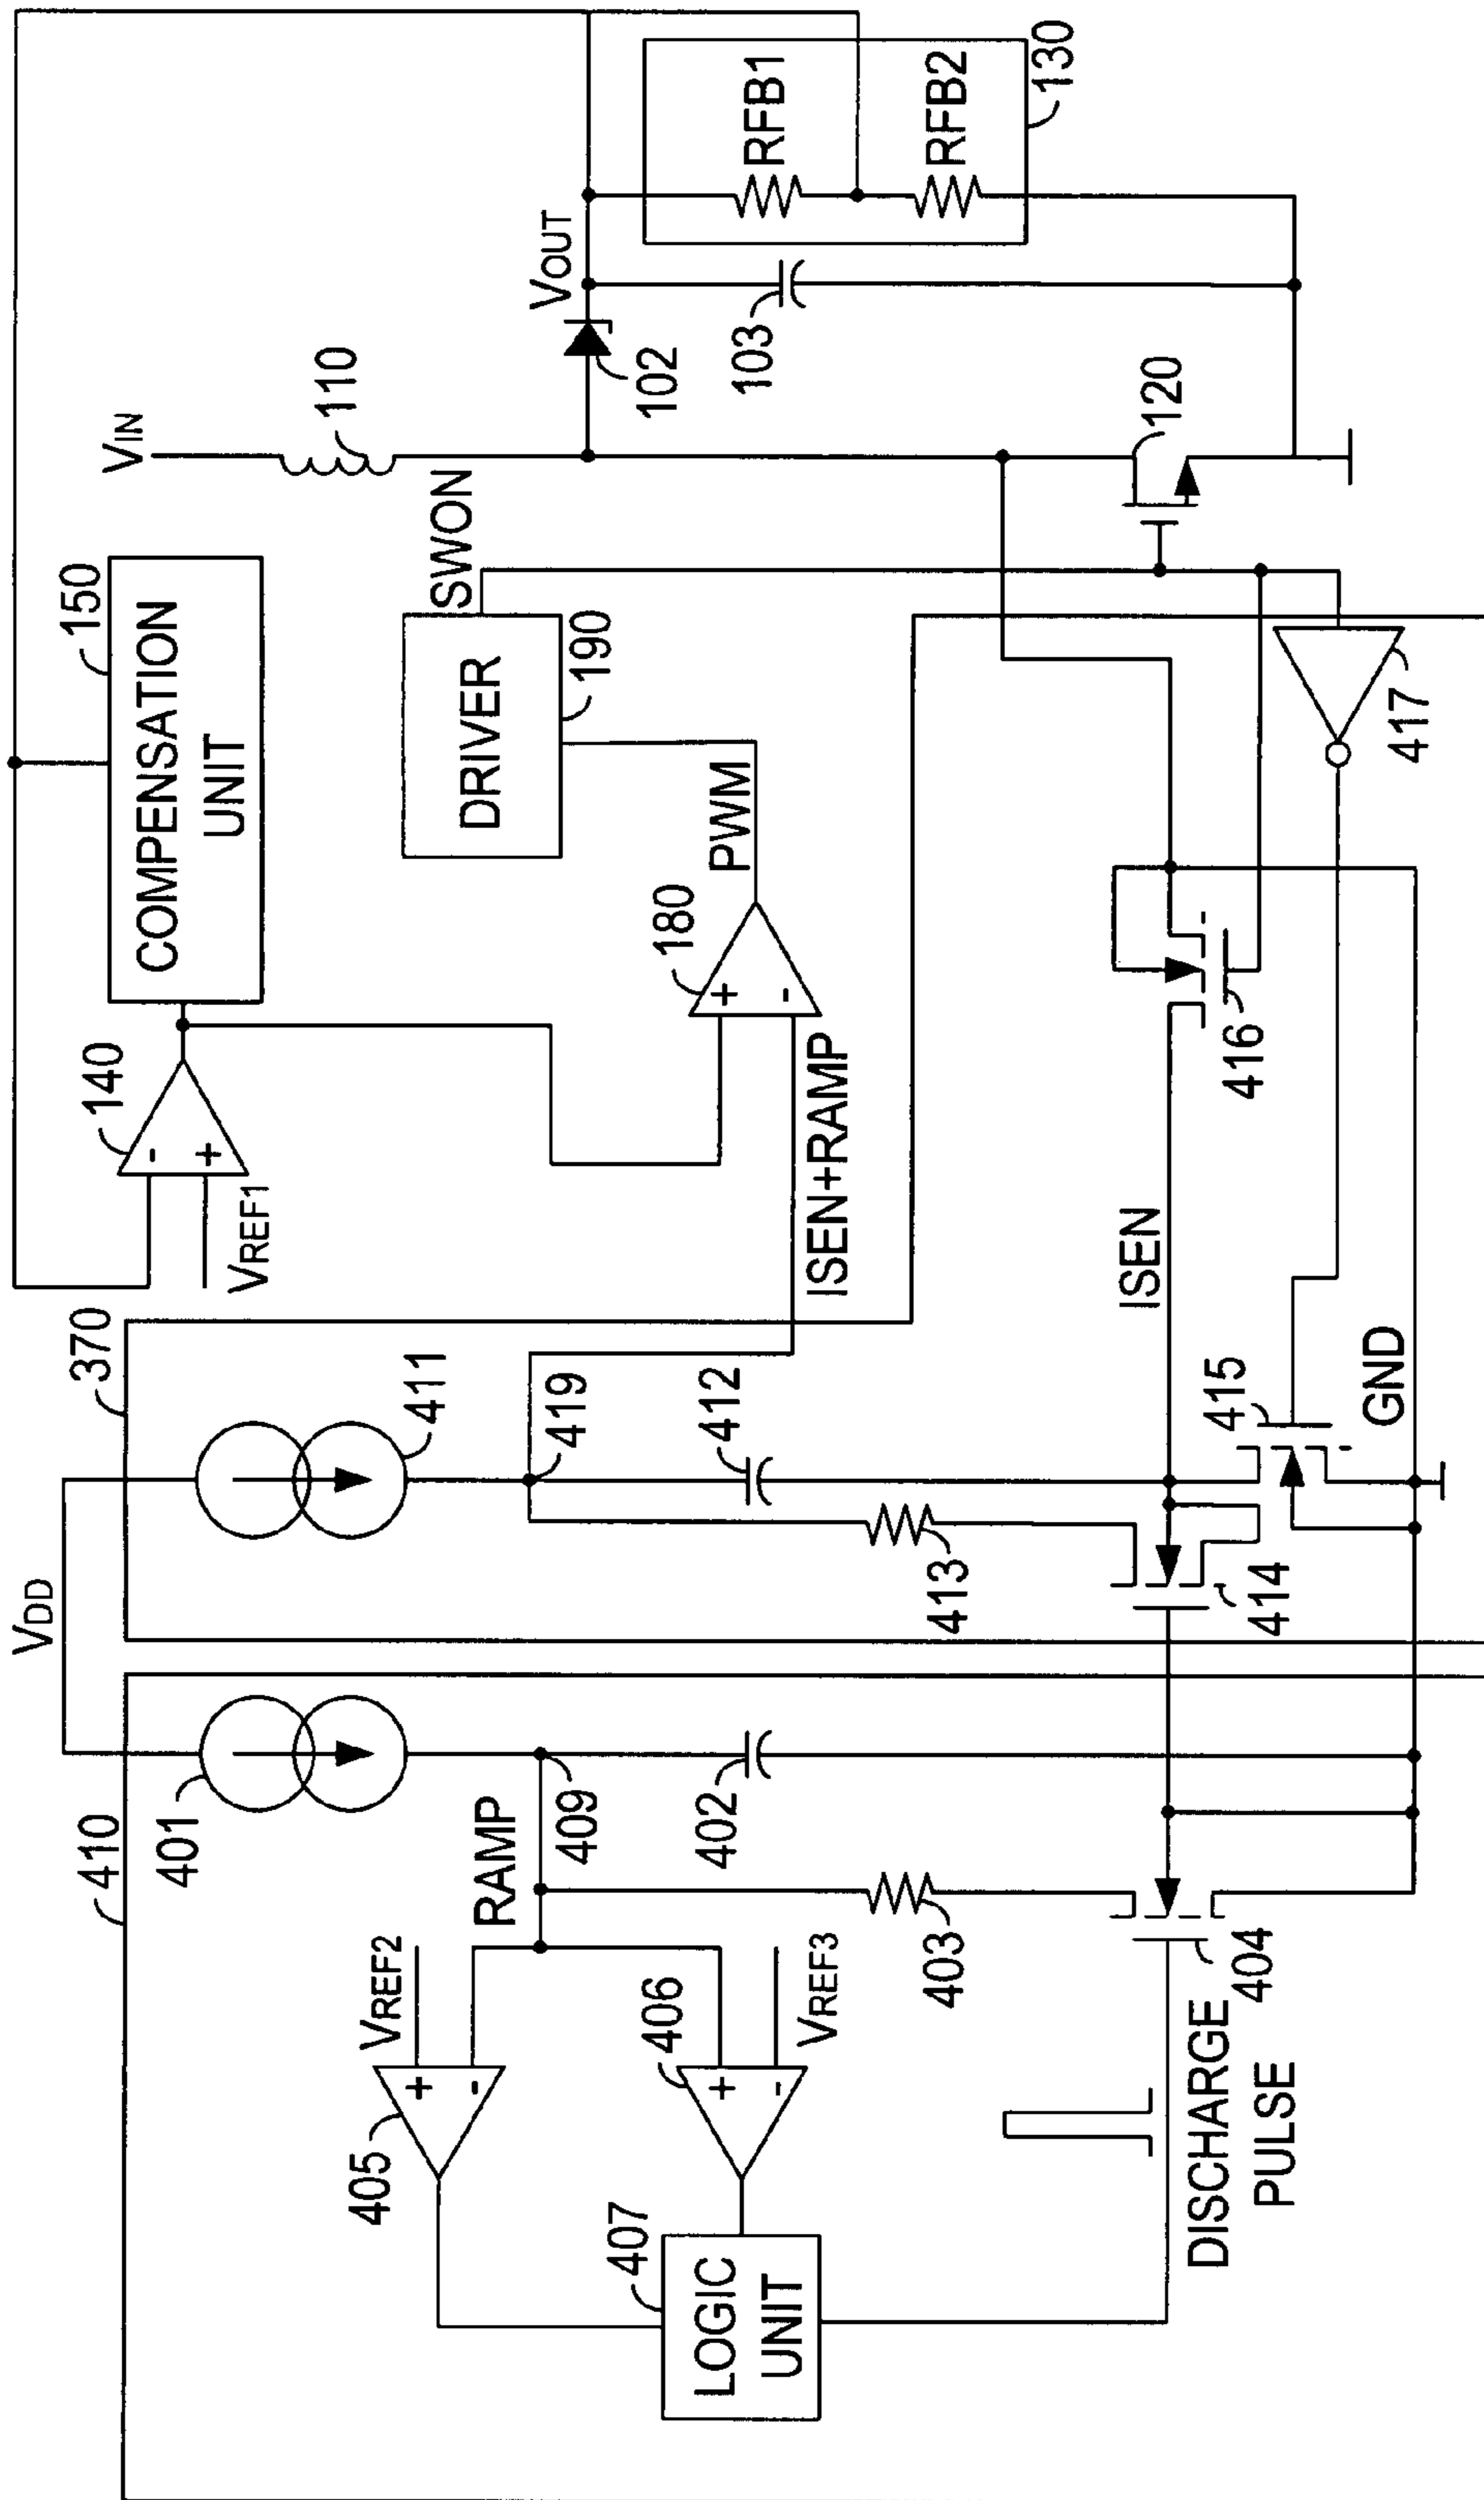 410
401
VDD
370
411
140
150
COMPENSATION
UNIT
VIN
110
VREF1
VREF2
405
RAMP
409
419
SWON
DRIVER
190
VOUT
102
407
LOGIC
UNIT
406
VREF3
402
412
180
+
-
PWM
103
RFB1
RFB2
130
403
413
ISEN+RAMP
DISCHARGE
PULSE
404
414
415
ISEN
416
417
120
GND
-
+
+
-
+
-